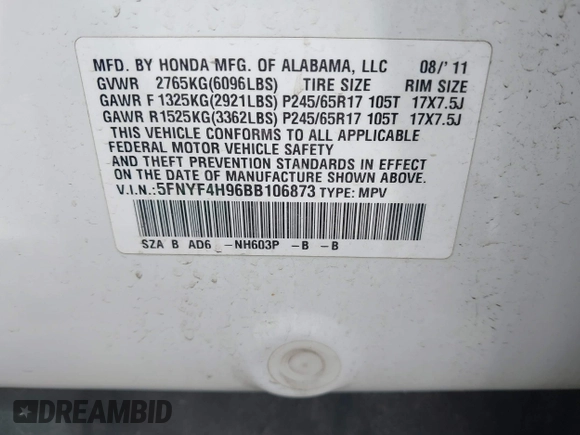 MFD. BY HONDA MFG. OF ALABAMA, LLC 08/'11
GVWR 2765KG(6096LBS) TIRE SIZE RIM SIZE
GAWR F 1325KG(2921LBS) P245/65R17 105T 17X7.5J
GAWR R 1525KG(3362LBS) P245/65R17 105T 17X7.5J
THIS VEHICLE CONFORMS TO ALL APPLICABLE
FEDERAL MOTOR VEHICLE SAFETY
AND THEFT PREVENTION STANDARDS IN EFFECT
ON THE DATE OF MANUFACTURE SHOWN ABOVE.
V.I.N.: 5FNYF4H96BB106873 TYPE: MPV
SZA B AD6 -NH603P -B -B
DREAMBID